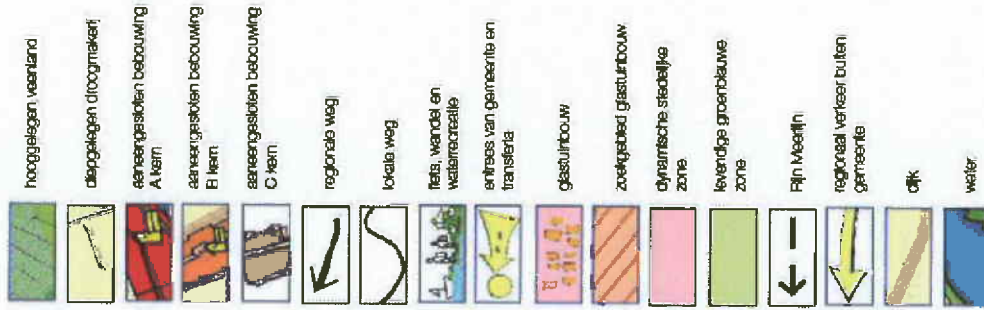 hooggelegen veenland
diepgelegen droogmakerij
aaneengesloten bebouwing
A kern
aaneengesloten bebouwing
B kern
aaneengesloten bebouwing
C kern
regionale weg
lokale weg
fiets, wandel en
waterrecreatie
entrees van gemeente en
transferia
glastuinbouw
zoekgebied glastuinbouw
dynamische stedelijke
zone
levendige groenblauwe
zone
Rijn Meerlijn
regionaal verkeer buiten
gemeente
dijk
water